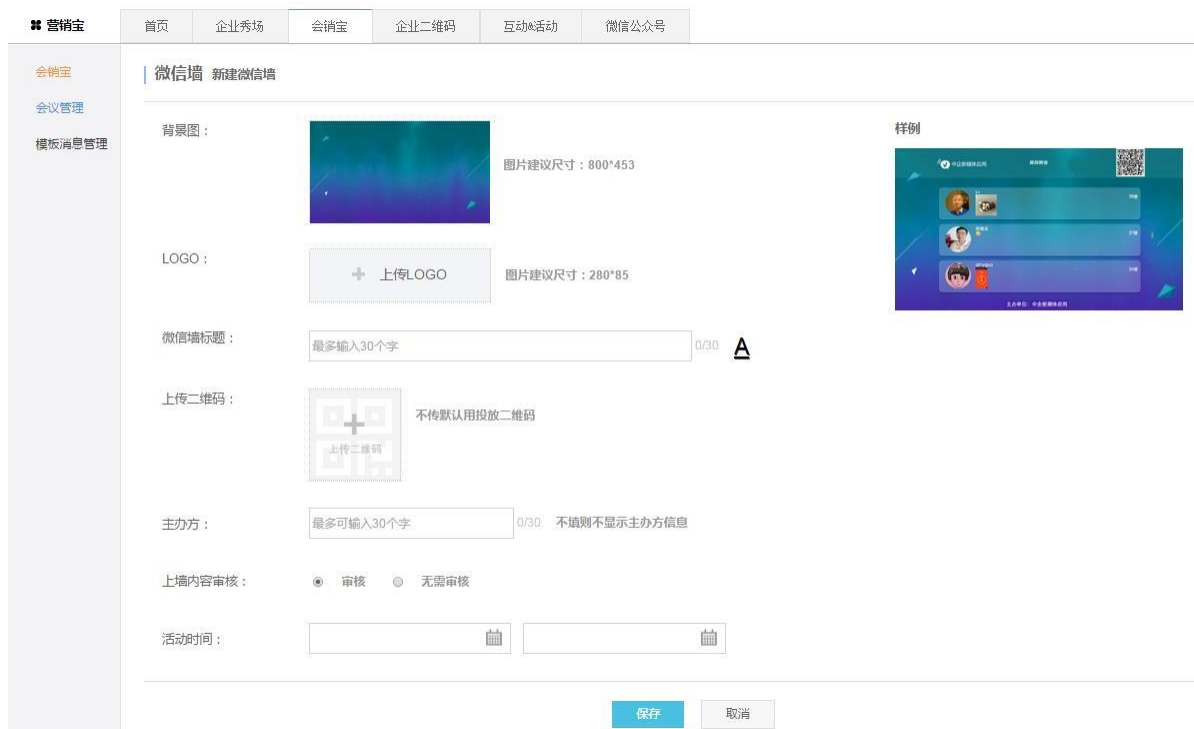 营销宝 首页 企业秀场 会销宝 企业二维码 互动&活动 微信公众号
会销宝
会议管理
模板消息管理
微信墙 新建微信墙
背景图：
图片建议尺寸：800*453
样例
LOGO：
上传LOGO
图片建议尺寸：280*85
微信墙标题：
最多输入30个字
0/30
A
上传二维码：
上传二维码
不传默认用投放二维码
主办方：
最多可输入30个字
0/30
不填则不显示主办方信息
上墙内容审核：
审核 无需审核
活动时间：
保存 取消